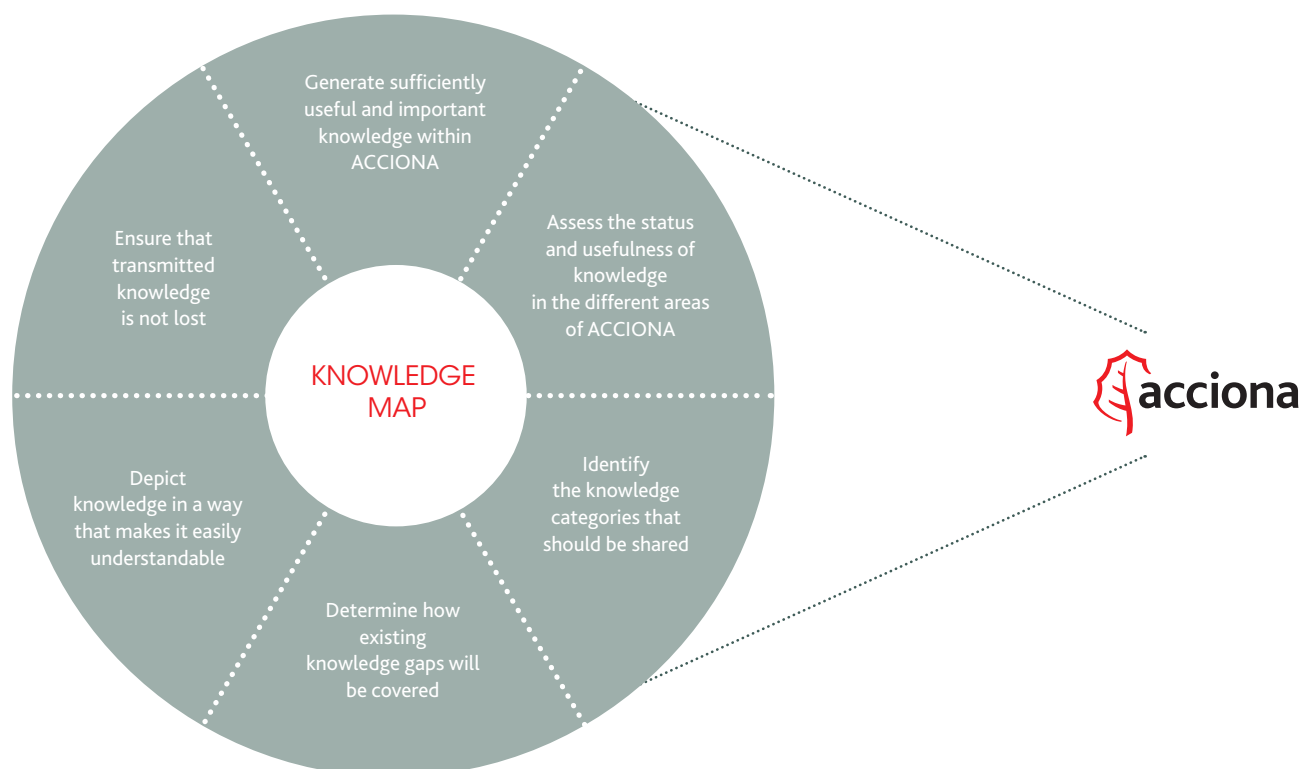 Generate sufficiently
useful and important
knowledge within
ACCIONA
Assess the status
and usefulness of
knowledge
in the different areas
of ACCIONA
Identify
the knowledge
categories that
should be shared
Determine how
existing
knowledge gaps will
be covered
Depict
knowledge in a way
that makes it easily
understandable
Ensure that
transmitted
knowledge
is not lost
KNOWLEDGE
MAP
acciona